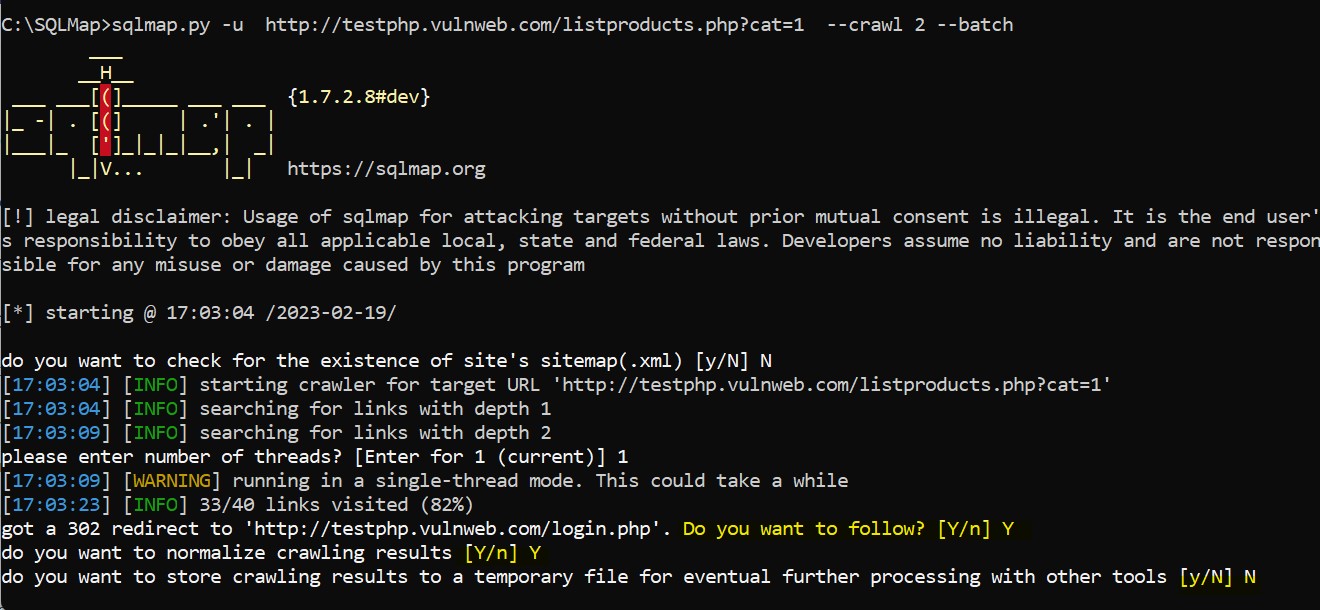 C:\SQLMap>sqlmap.py -u  http://testphp.vulnweb.com/listproducts.php?cat=1  --crawl 2 --batch
        ___
       __H__
 ___ ___[(]_____ ___ ___  {1.7.2.8#dev}
|_ -| . [(]     | .'| . |
|___|_  [']_|_|_|__,|  _|
      |_|V...       |_|   https://sqlmap.org
[!] legal disclaimer: Usage of sqlmap for attacking targets without prior mutual consent is illegal. It is the end user'
s responsibility to obey all applicable local, state and federal laws. Developers assume no liability and are not respon
sible for any misuse or damage caused by this program
[*] starting @ 17:03:04 /2023-02-19/
do you want to check for the existence of site's sitemap(.xml) [y/N] N
[17:03:04] [INFO] starting crawler for target URL 'http://testphp.vulnweb.com/listproducts.php?cat=1'
[17:03:04] [INFO] searching for links with depth 1
[17:03:09] [INFO] searching for links with depth 2
please enter number of threads? [Enter for 1 (current)] 1
[17:03:09] [WARNING] running in a single-thread mode. This could take a while
[17:03:23] [INFO] 33/40 links visited (82%)
got a 302 redirect to 'http://testphp.vulnweb.com/login.php'. Do you want to follow? [Y/n] Y
do you want to normalize crawling results [Y/n] Y
do you want to store crawling results to a temporary file for eventual further processing with other tools [y/N] N